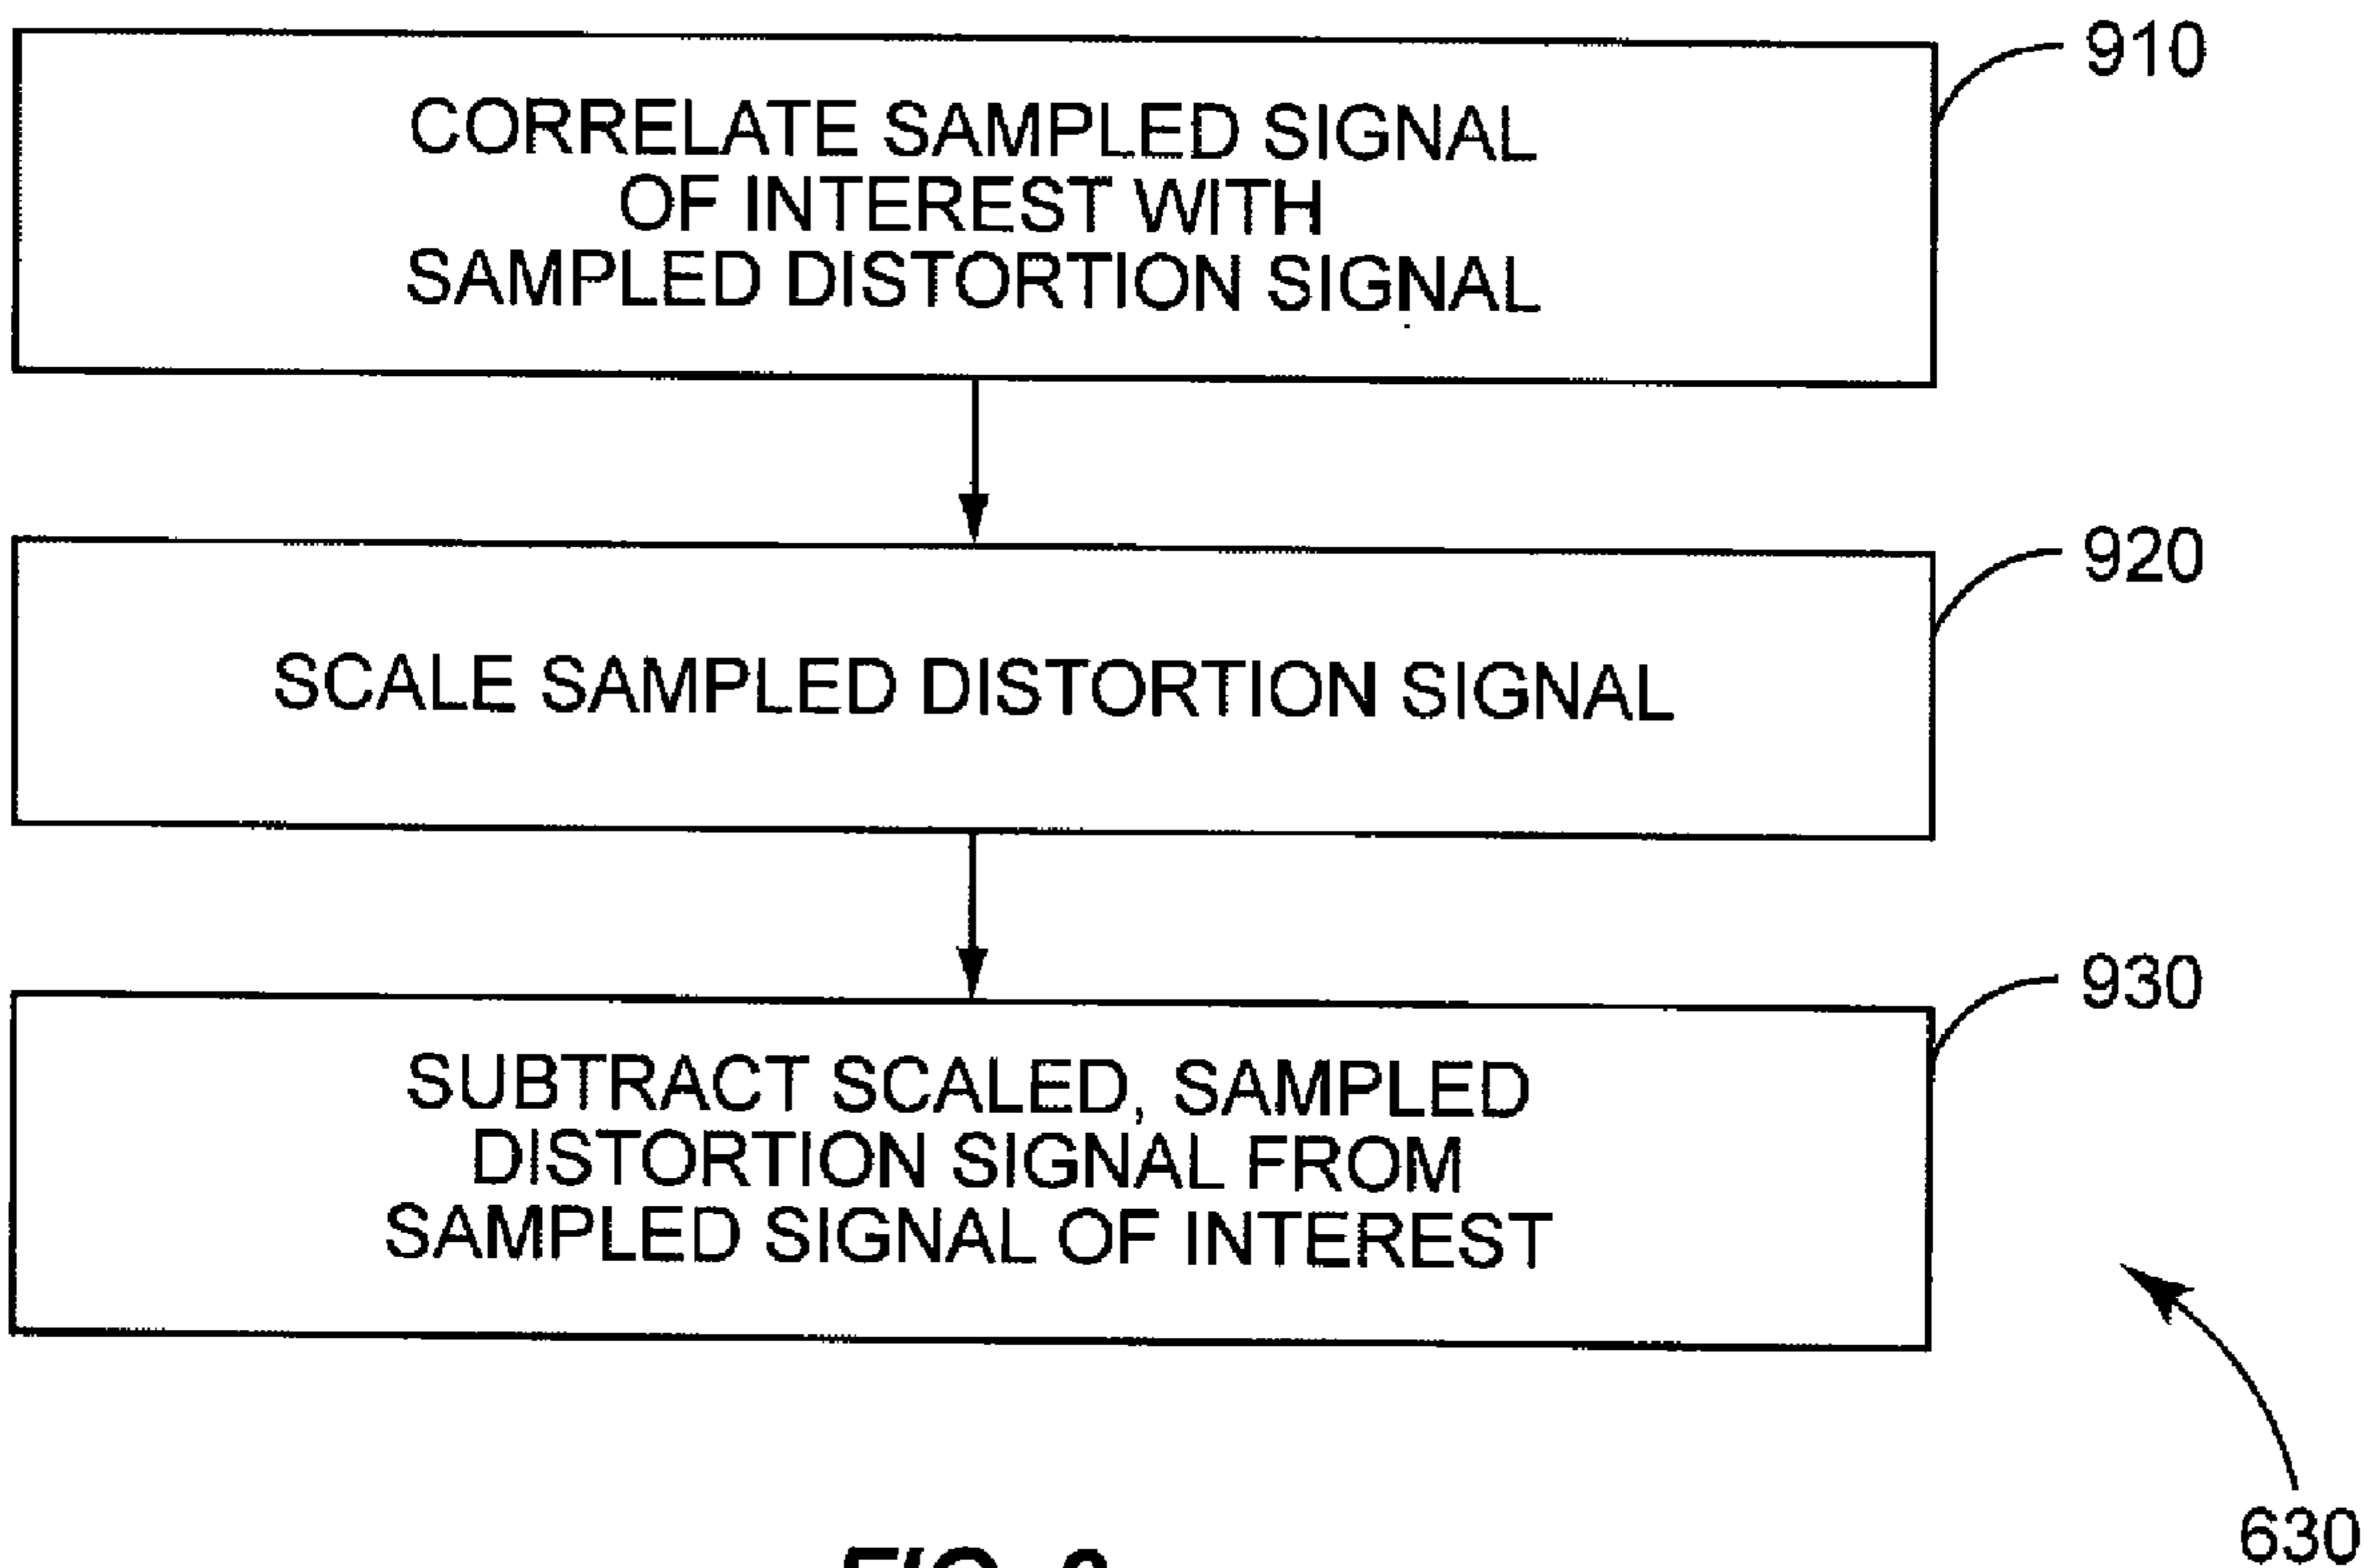 910
CORRELATE SAMPLED SIGNAL
OF INTEREST WITH
SAMPLED DISTORTION SIGNAL
920
SCALE SAMPLED DISTORTION SIGNAL
930
SUBTRACT SCALED, SAMPLED
DISTORTION SIGNAL FROM
SAMPLED SIGNAL OF INTEREST
630